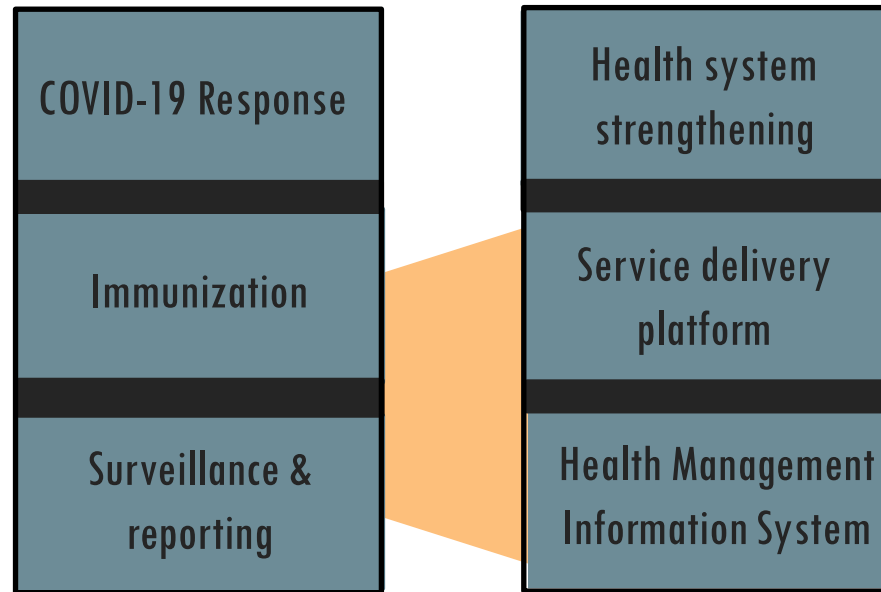 COVID-19 Response
Immunization
Surveillance &
reporting
Health system
strengthening
Service delivery
platform
Health Management
Information System